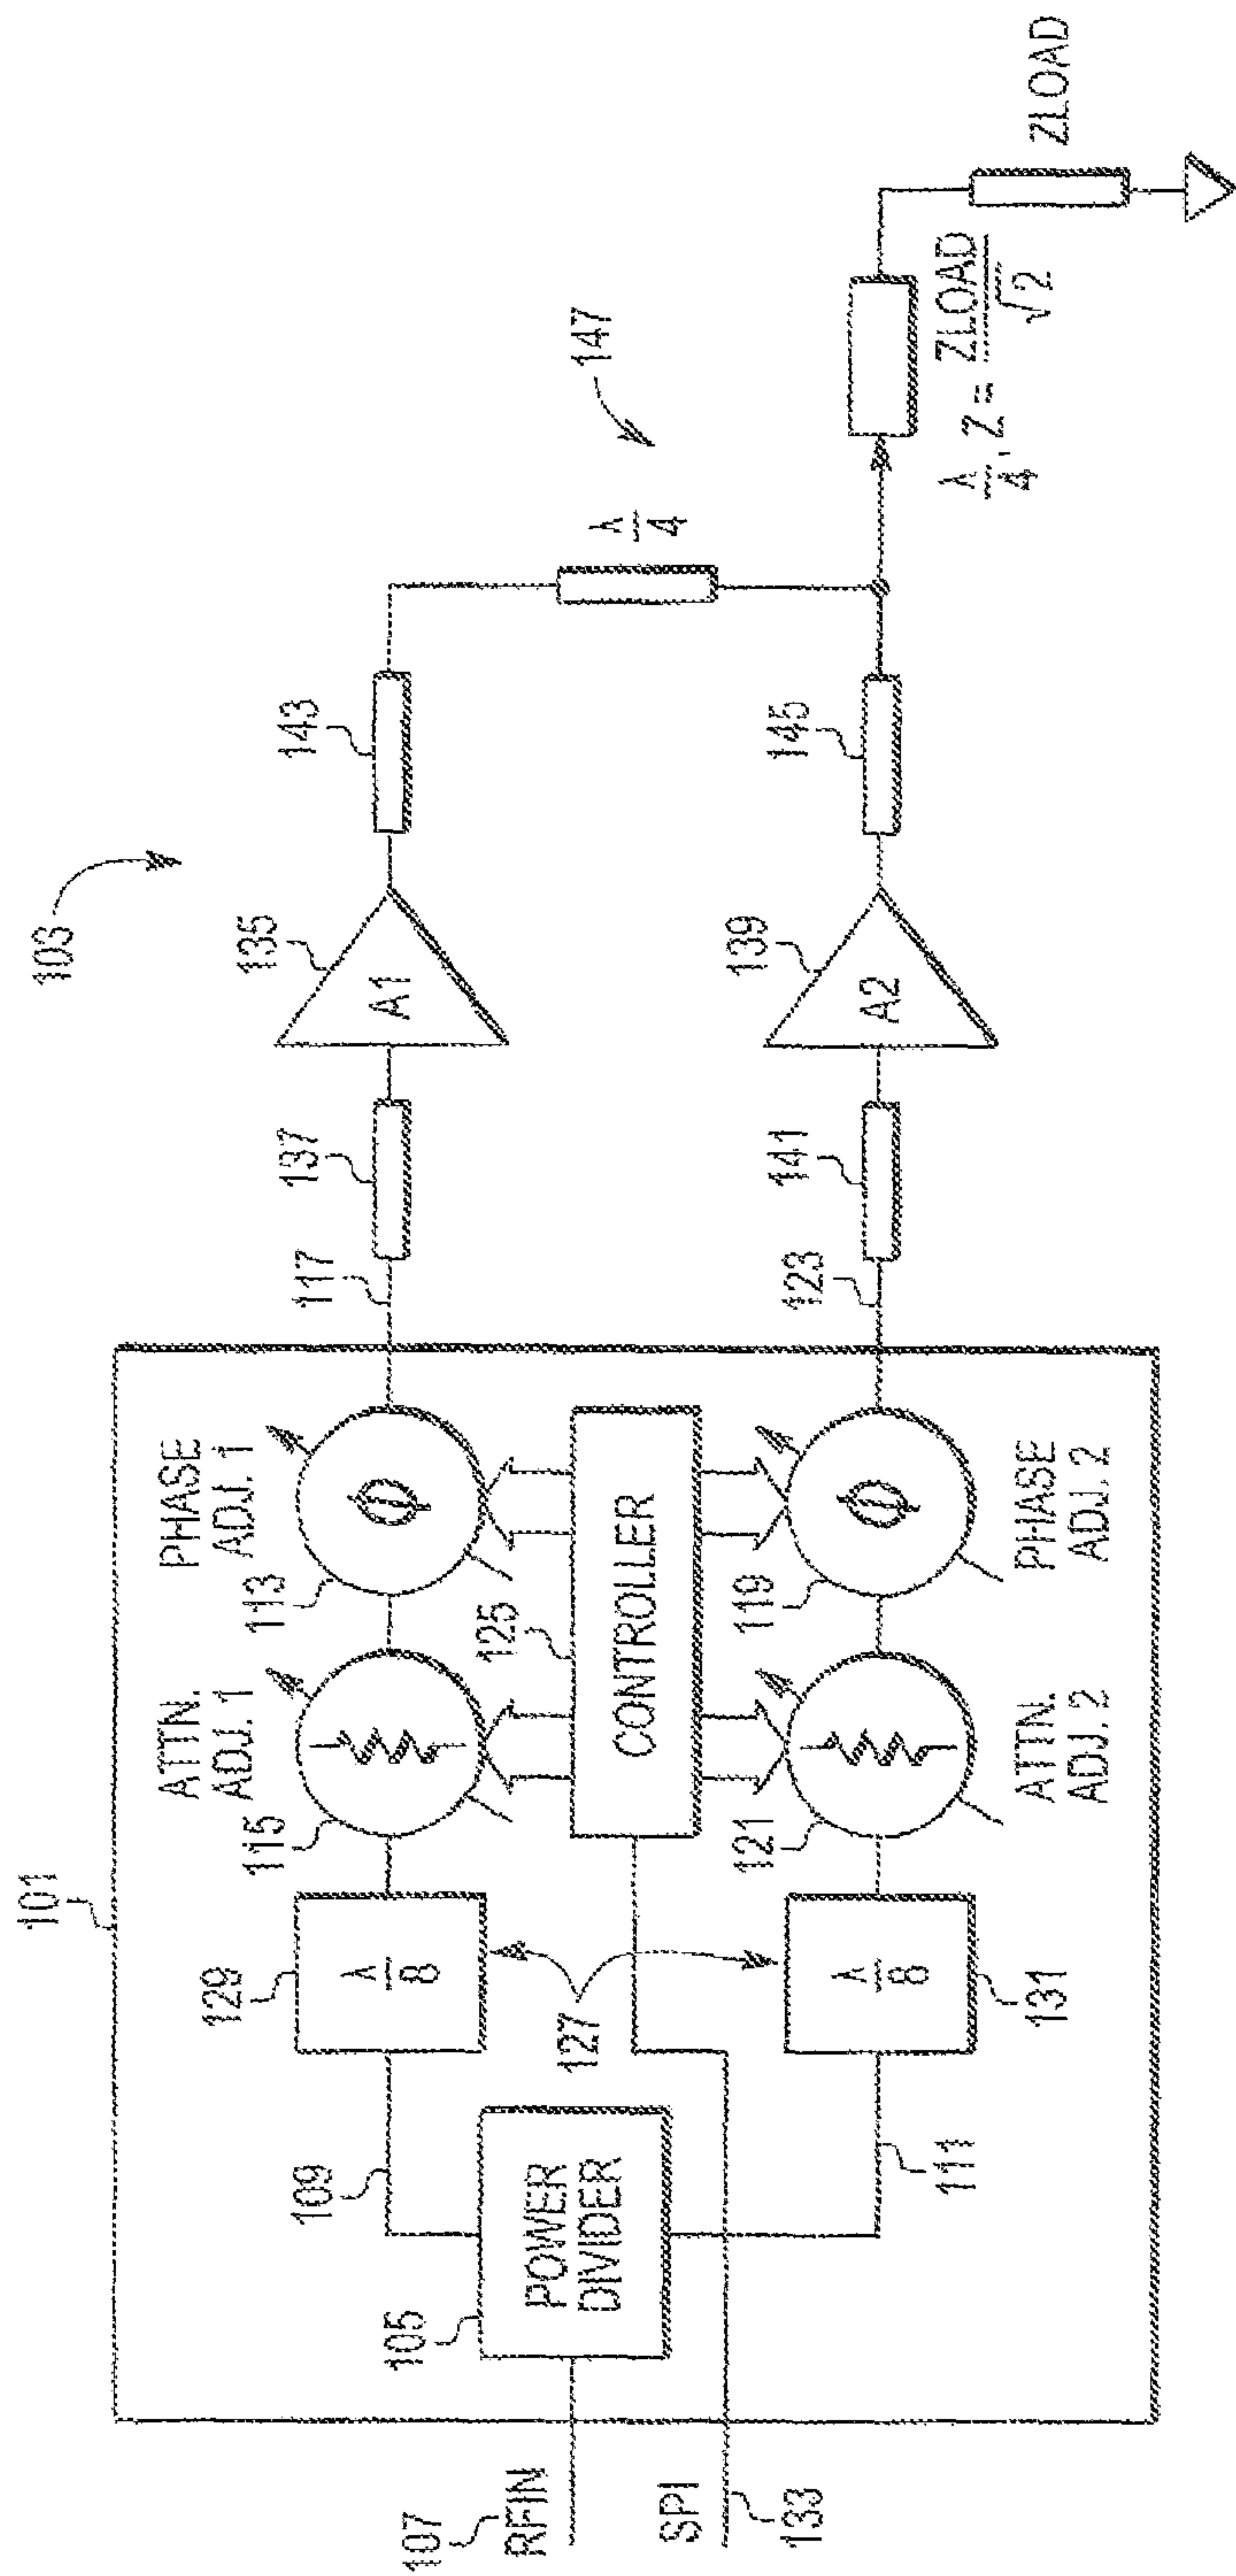 101
103
107
RFIN
SPI
133
105
POWER
DIVIDER
109
111
127
129
λ
8
λ
8
131
ATTN.
ADJ. 1
115
PHASE
ADJ. 1
113
125
CONTROLLER
121
ATTN.
ADJ. 2
119
PHASE
ADJ. 2
117
123
137
141
135
A1
139
A2
143
145
λ
4
147
λ
4 , Z = ZLOAD
√2
ZLOAD